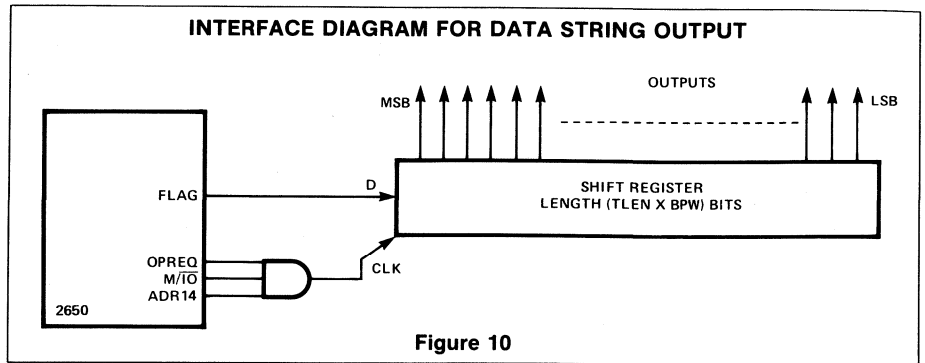 INTERFACE DIAGRAM FOR DATA STRING OUTPUT
OUTPUTS
MSB
LSB
FLAG
D
SHIFT REGISTER
LENGTH (TLEN X BPW) BITS
OPREQ
M/I̅O̅
ADR14
CLK
2650
Figure 10